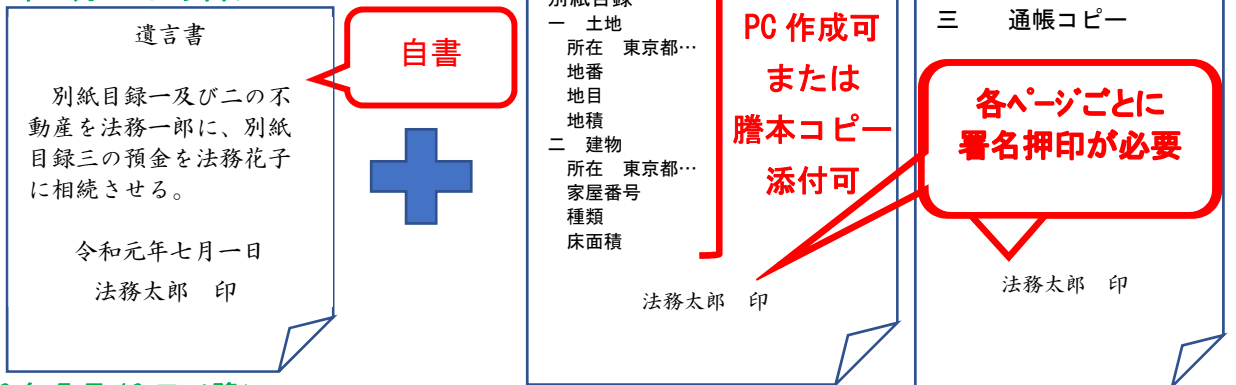 遺言書
別紙目録一及び二の不
動産を法務一郎に、別紙
目録三の預金を法務花子
に相続させる。
令和元年七月一日
法務太郎 印
自書
別紙目録
一 土地
所在 東京都…
地番
地目
地積
二 建物
所在 東京都…
家屋番号
種類
床面積
法務太郎 印
PC 作成可
または
謄本コピー
添付可
三 通帳コピー
各ページごとに
署名押印が必要
法務太郎 印